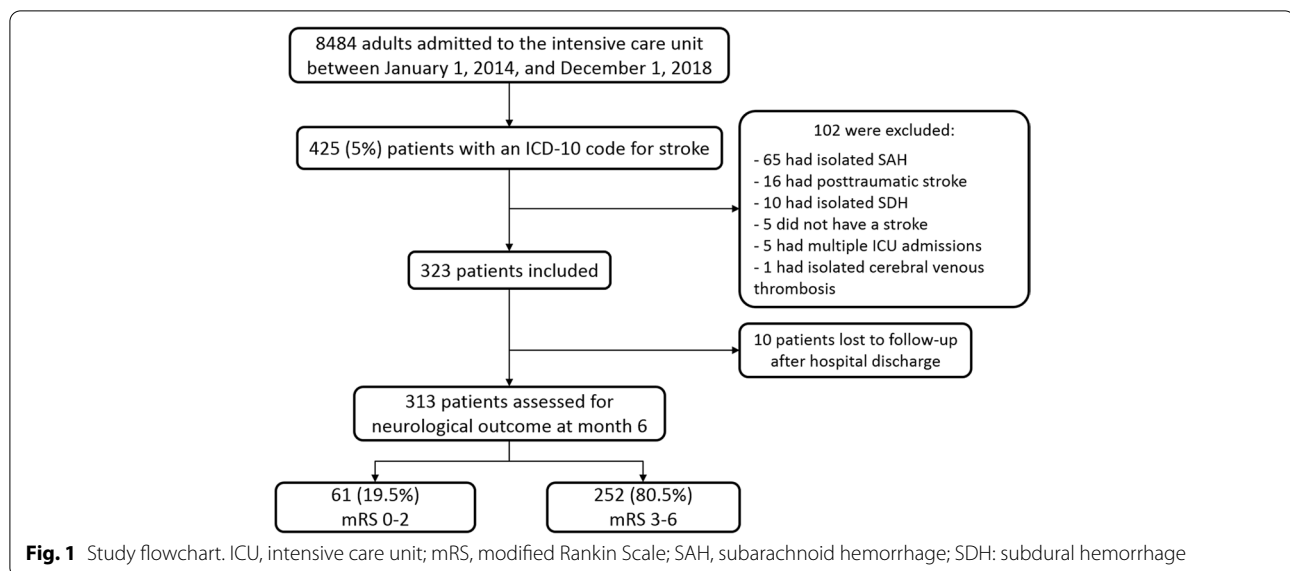 8484 adults admitted to the intensive care unit
between January 1, 2014, and December 1, 2018
425 (5%) patients with an ICD-10 code for stroke
102 were excluded:
- 65 had isolated SAH
- 16 had posttraumatic stroke
- 10 had isolated SDH
- 5 did not have a stroke
- 5 had multiple ICU admissions
- 1 had isolated cerebral venous
thrombosis
323 patients included
10 patients lost to follow-up
after hospital discharge
313 patients assessed for
neurological outcome at month 6
61 (19.5%)
mRS 0-2
252 (80.5%)
mRS 3-6
Fig. 1 Study flowchart. ICU, intensive care unit; mRS, modified Rankin Scale; SAH, subarachnoid hemorrhage; SDH: subdural hemorrhage